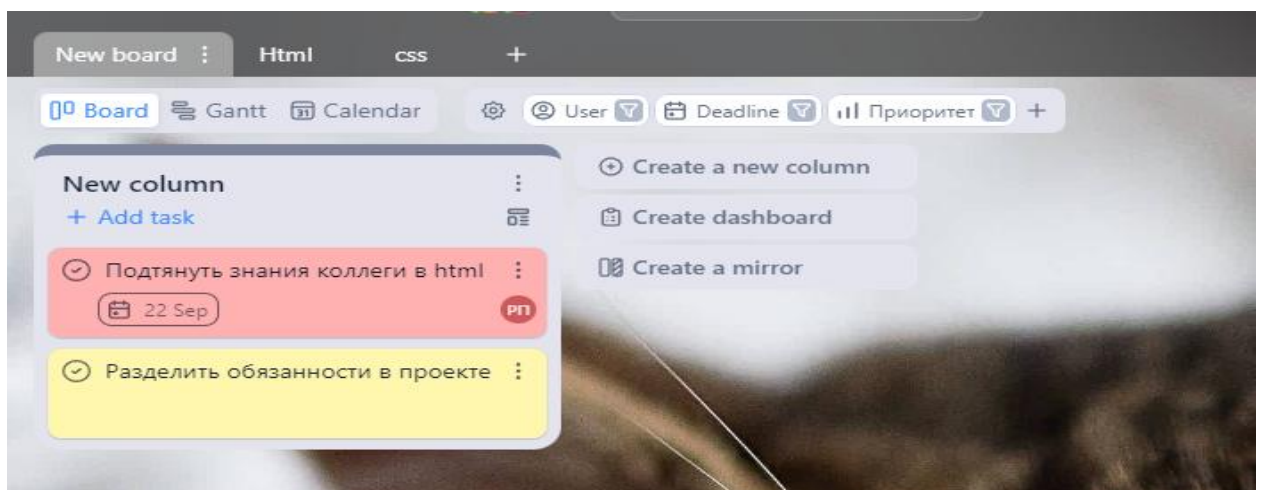 New board Html css +
Board Gantt 31 Calendar User Deadline Приоритет +
New column
+ Add task
Подтянуть знания коллеги в html
22 Sep РП
Разделить обязанности в проекте
Create a new column
Create dashboard
Create a mirror